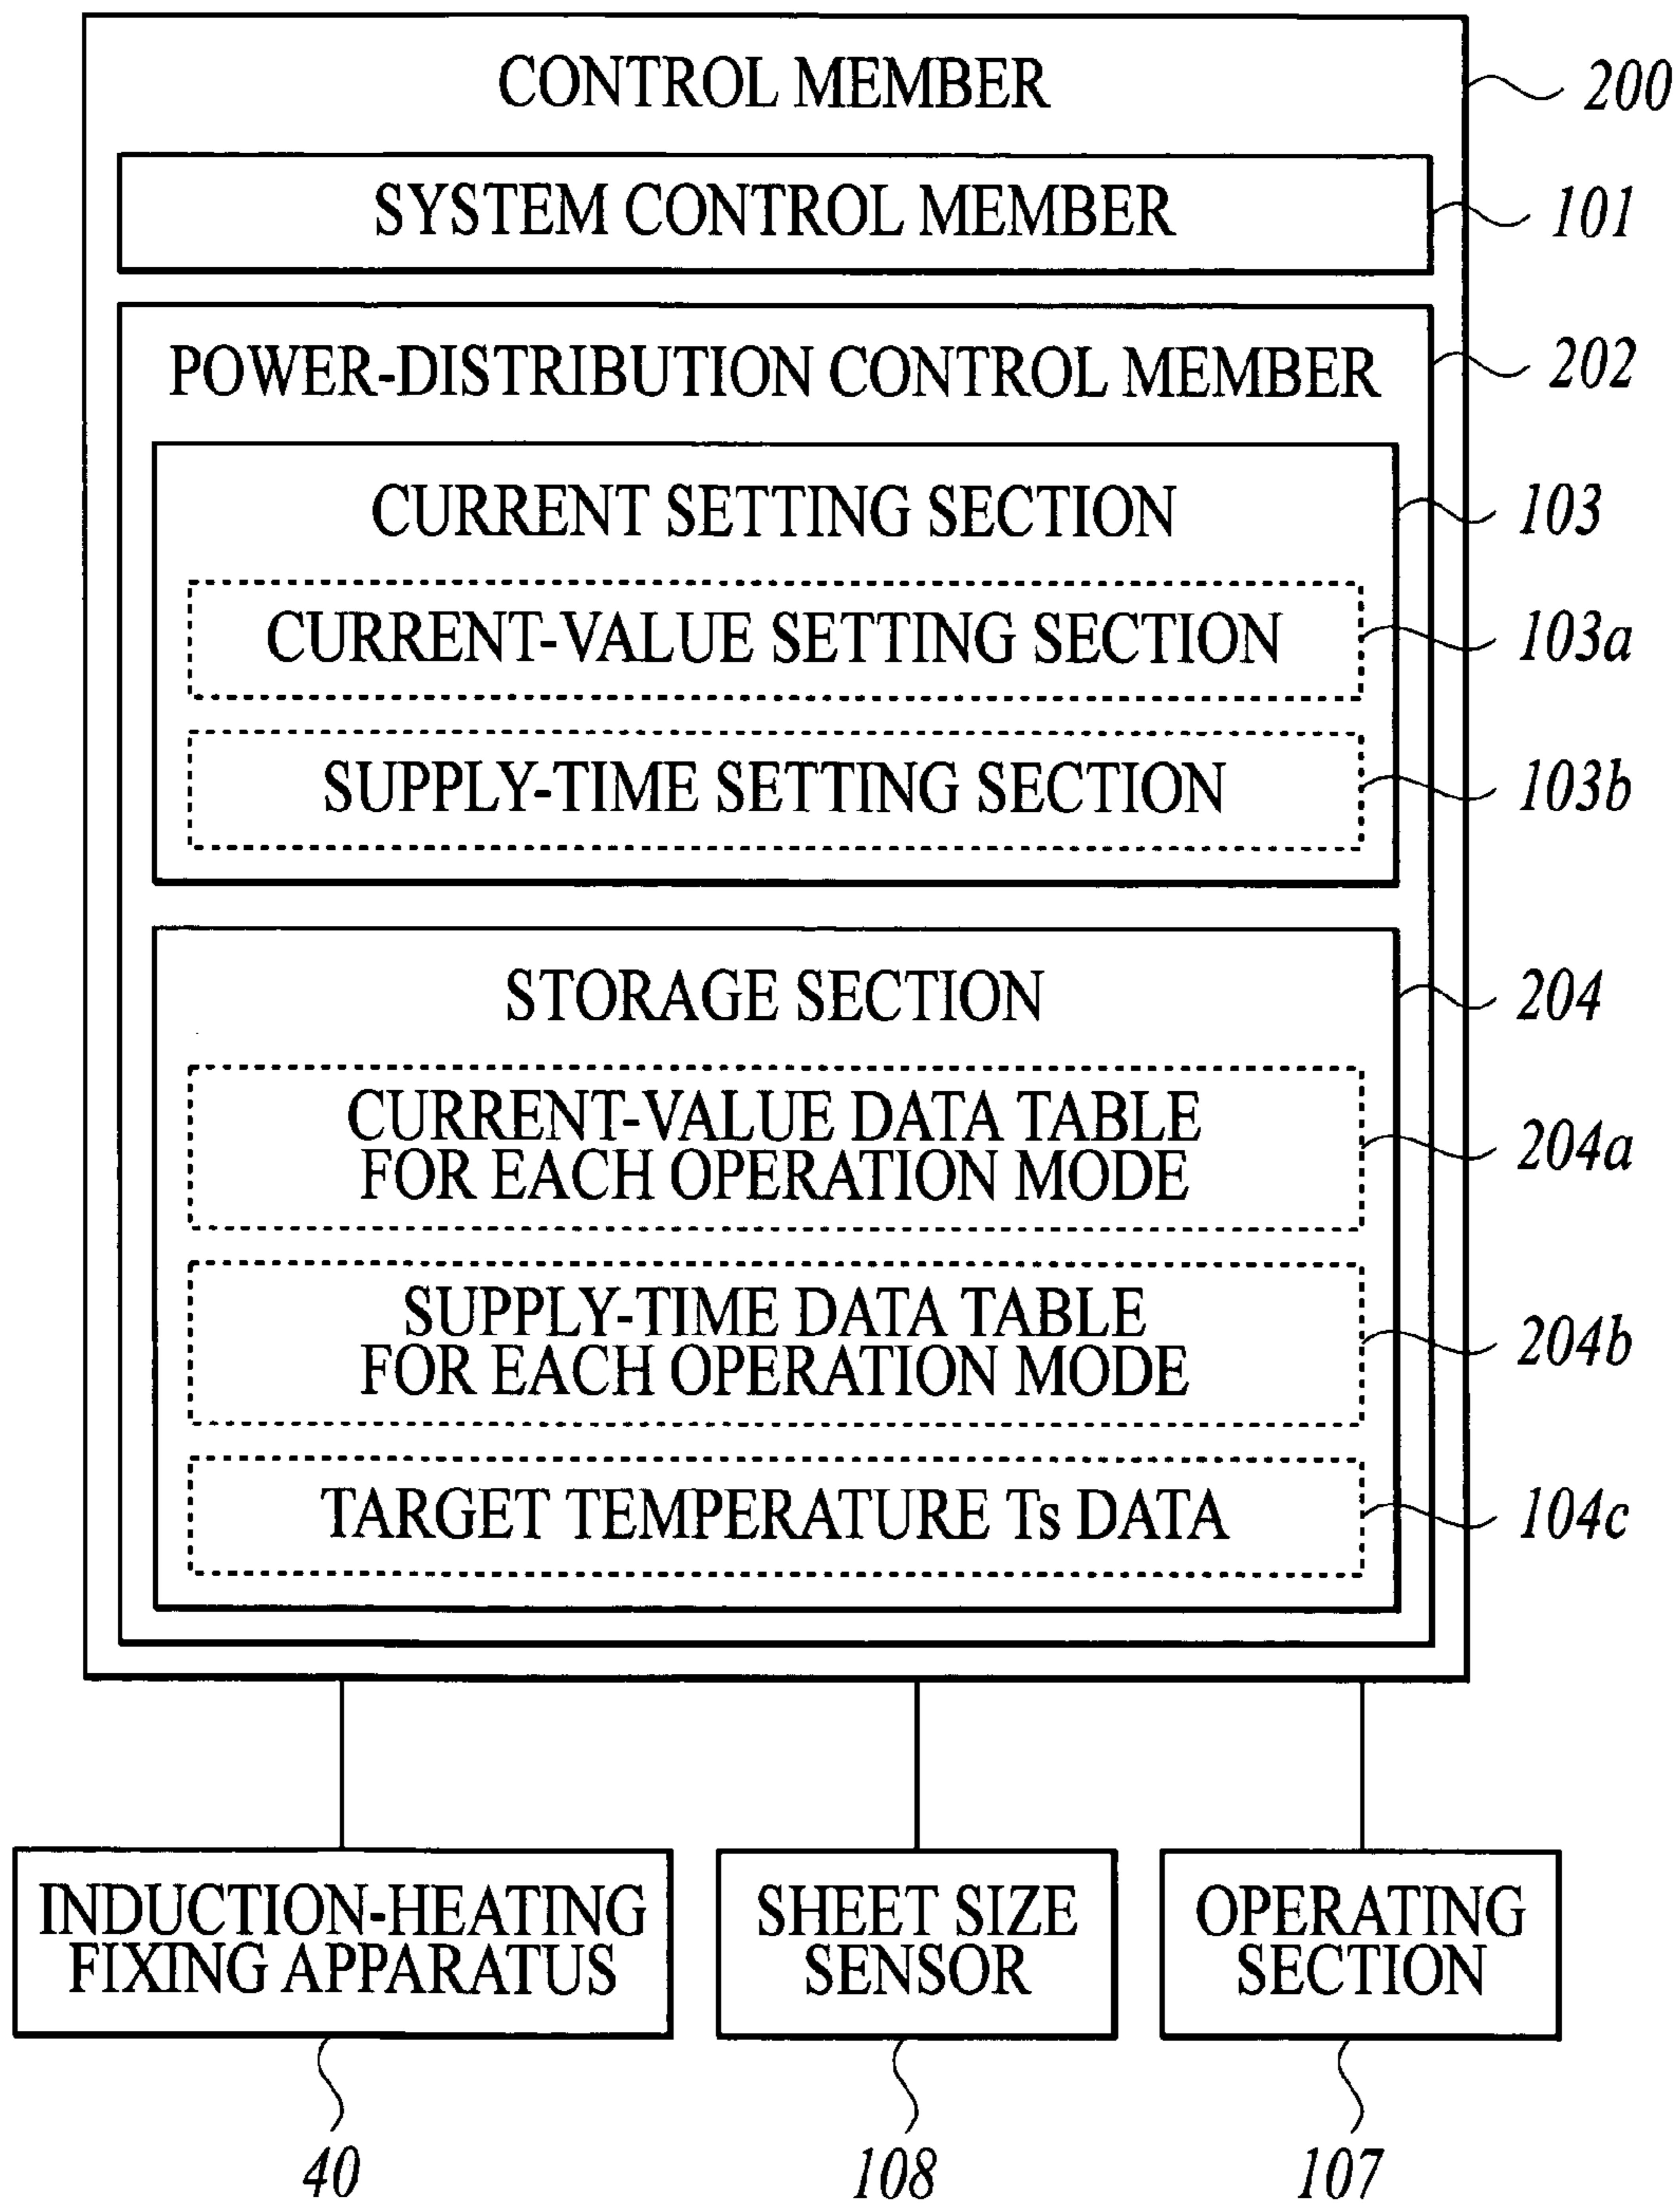 CONTROL MEMBER
200
SYSTEM CONTROL MEMBER
101
POWER-DISTRIBUTION CONTROL MEMBER
202
CURRENT SETTING SECTION
103
CURRENT-VALUE SETTING SECTION
103a
SUPPLY-TIME SETTING SECTION
103b
STORAGE SECTION
204
CURRENT-VALUE DATA TABLE
FOR EACH OPERATION MODE
204a
SUPPLY-TIME DATA TABLE
FOR EACH OPERATION MODE
204b
TARGET TEMPERATURE Ts DATA
104c
INDUCTION-HEATING
FIXING APPARATUS
40
SHEET SIZE
SENSOR
108
OPERATING
SECTION
107